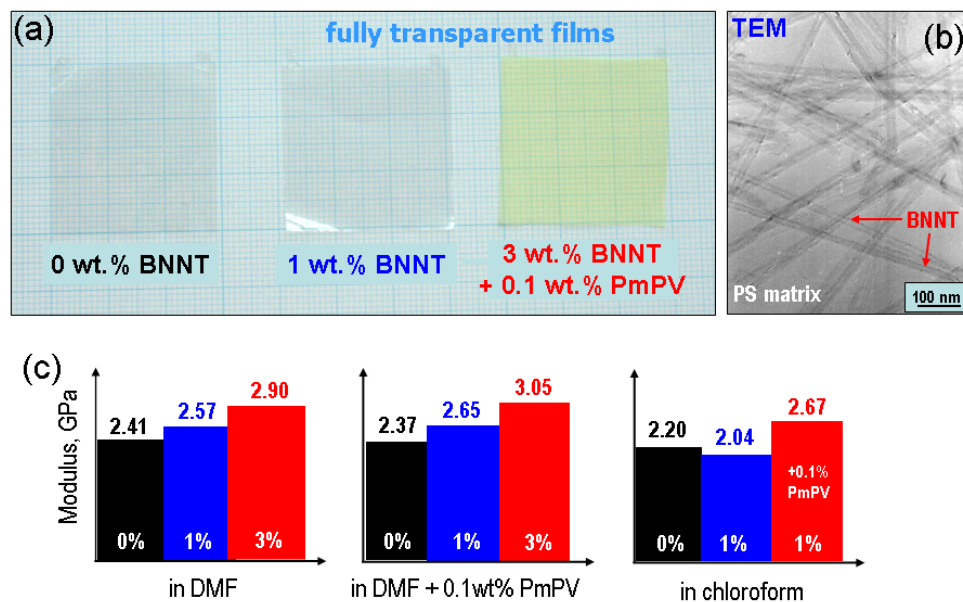 (a)
fully transparent films
0 wt.% BNNT
1 wt.% BNNT
3 wt.% BNNT
+ 0.1 wt.% PmPV
TEM
(b)
BNNT
PS matrix
100 nm
(c)
Modulus, GPa
2.41
2.57
2.90
0%
1%
3%
in DMF
2.37
2.65
3.05
0%
1%
3%
in DMF + 0.1wt% PmPV
2.20
2.04
2.67
+0.1%
PmPV
0%
1%
1%
in chloroform